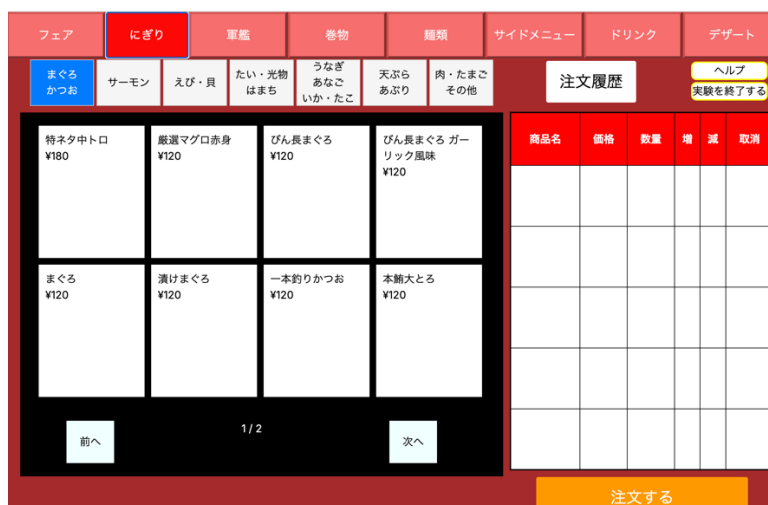 フェア
にぎり
軍艦
巻物
麺類
サイドメニュー
ドリンク
デザート
まぐろ
かつお
サーモン
えび・貝
たい・光物
はまち
うなぎ
あなご
いか・たこ
天ぷら
あぶり
肉・たまご
その他
注文履歴
ヘルプ
実験を終了する
特ネタ中トロ
¥180
厳選マグロ赤身
¥120
びん長まぐろ
¥120
びん長まぐろ ガー
リック風味
¥120
まぐろ
¥120
漬けまぐろ
¥120
一本釣りかつお
¥120
本鮪大とろ
¥120
前へ
1 / 2
次へ
商品名
価格
数量
増
減
取消
注文する